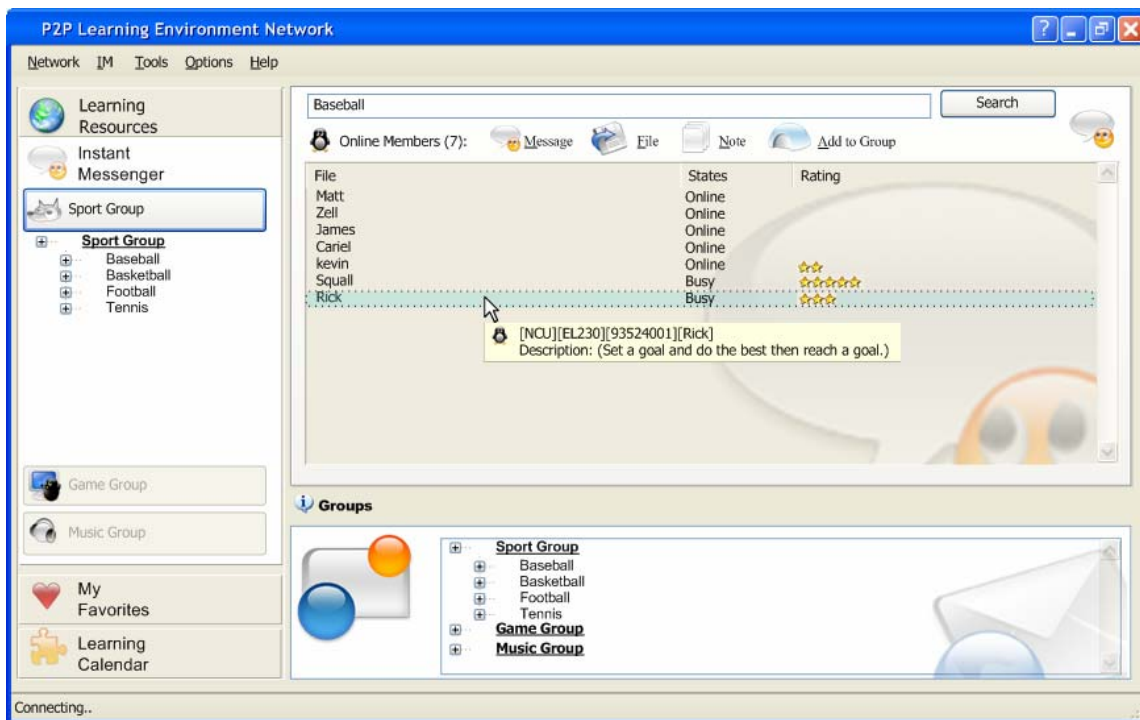 P2P Learning Environment Network
Network IM Tools Options Help
Learning
Resources
Instant
Messenger
Sport Group
Sport Group
Baseball
Basketball
Football
Tennis
Game Group
Music Group
My
Favorites
Learning
Calendar
Baseball Search
Online Members (7): Message File Note Add to Group
File States Rating
Matt Online
Zell Online
James Online
Cariel Online
kevin Online
Squall Busy
Rick Busy
[NCU][EL230][93524001][Rick]
Description: (Set a goal and do the best then reach a goal.)
Groups
Sport Group
Baseball
Basketball
Football
Tennis
Game Group
Music Group
Connecting..